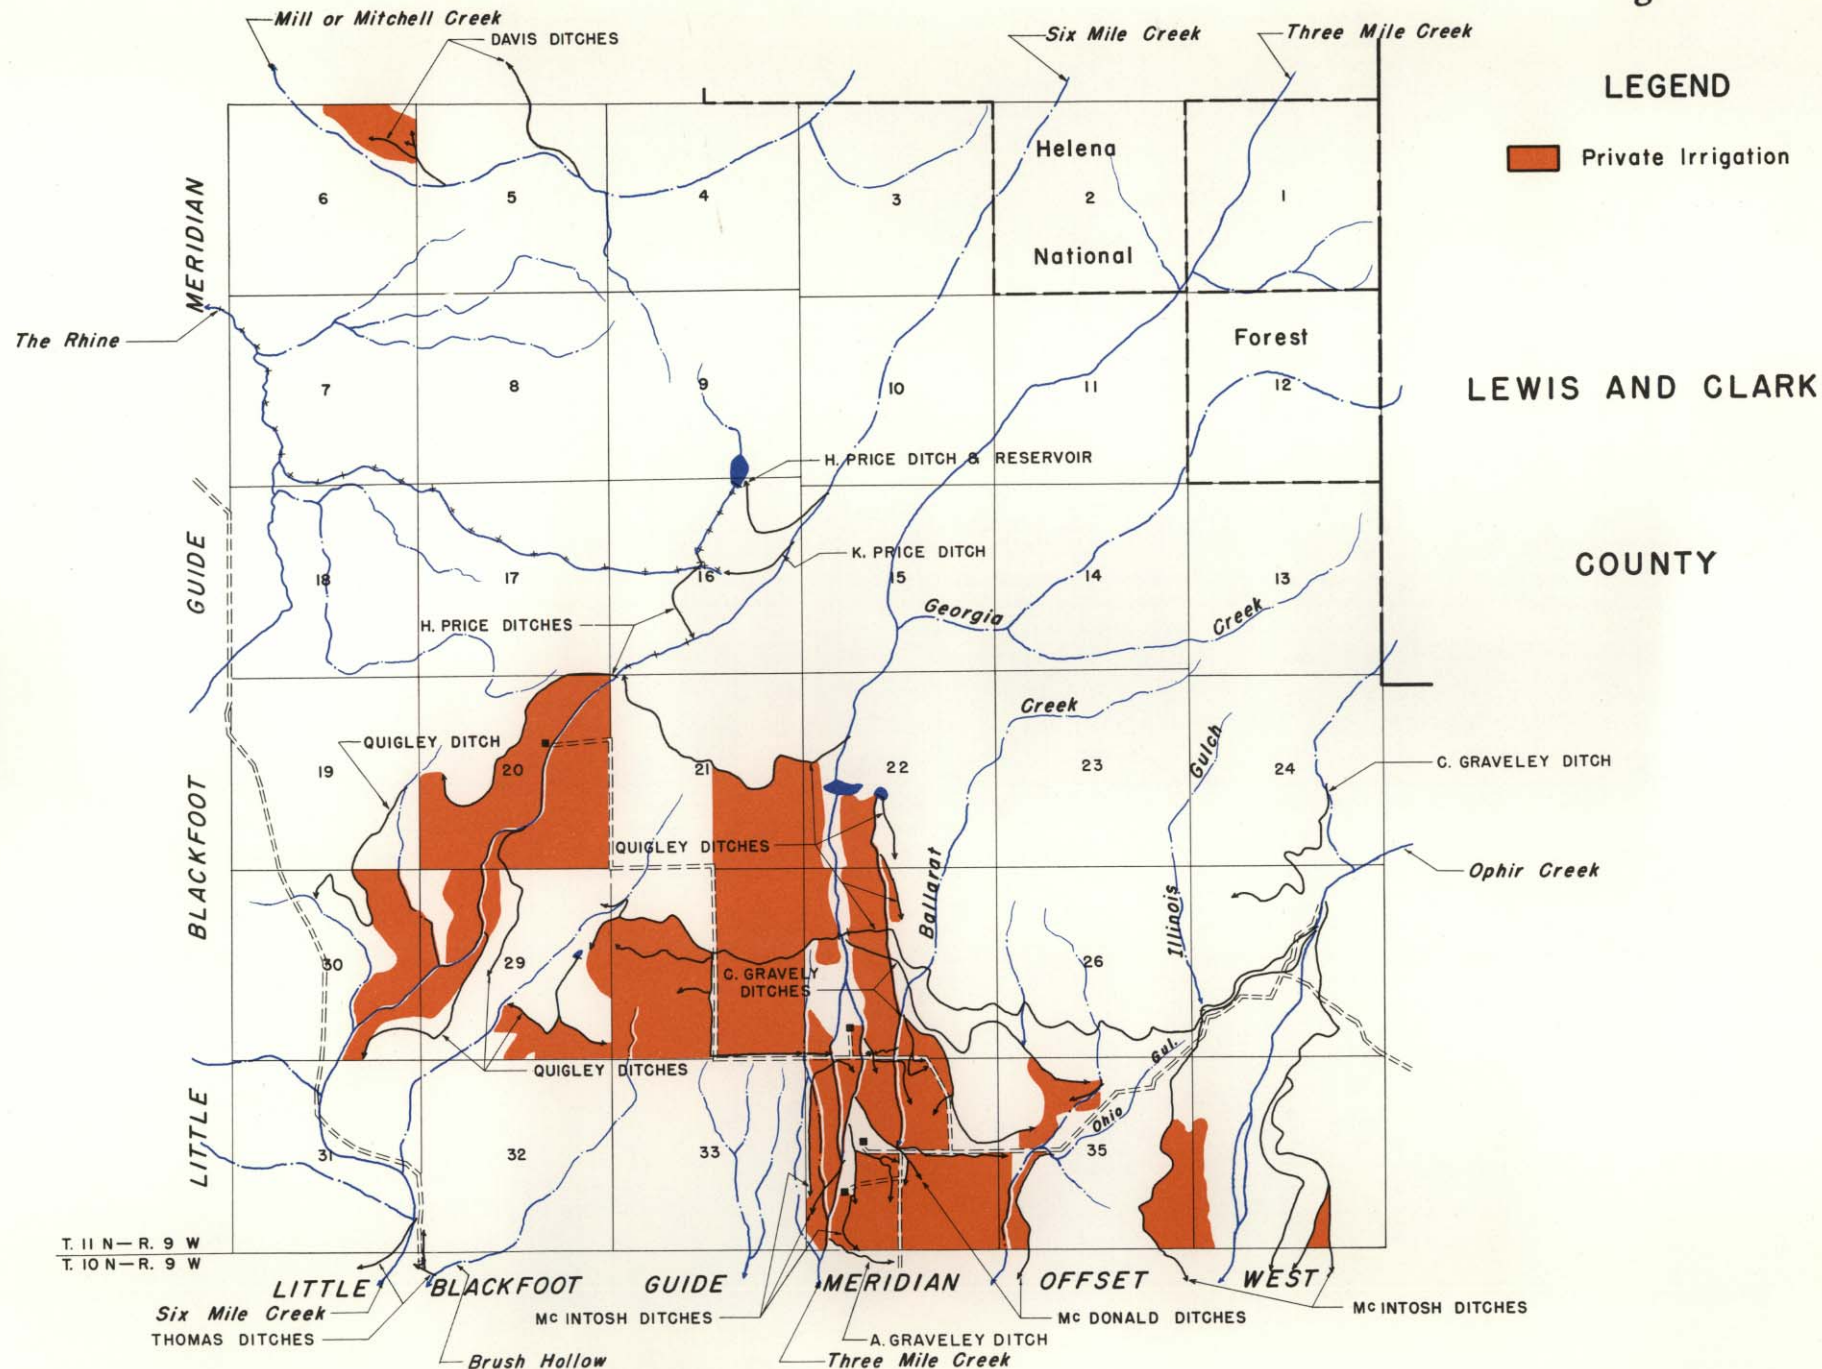 Mill or Mitchell Creek
DAVIS DITCHES
Six Mile Creek
Three Mile Creek
LEGEND
Private Irrigation
Helena
National
Forest
6
5
4
3
2
1
MERIDIAN
The Rhine
7
8
9
10
11
12
LEWIS AND CLARK
COUNTY
H. PRICE DITCH & RESERVOIR
K. PRICE DITCH
GUIDE
18
17
16
15
14
13
Georgia
Creek
H. PRICE DITCHES
Creek
QUIGLEY DITCH
19
20
21
22
23
Gulch
24
C. GRAVELEY DITCH
QUIGLEY DITCHES
BLACKFOOT
Ballarat
Illinois
Ophir Creek
30
29
C. GRAVELY
DITCHES
26
QUIGLEY DITCHES
Gul.
Ohio
LITTLE
31
32
33
35
T. 11 N—R. 9 W
T. 10 N—R. 9 W
LITTLE BLACKFOOT GUIDE MERIDIAN OFFSET WEST
Six Mile Creek
THOMAS DITCHES
Brush Hollow
Mc INTOSH DITCHES
A. GRAVELEY DITCH
Three Mile Creek
Mc DONALD DITCHES
Mc INTOSH DITCHES